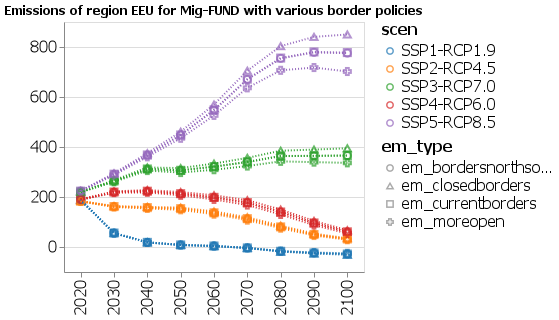 Emissions of region EEU for Mig-FUND with various border policies
scen
SSP1-RCP1.9
SSP2-RCP4.5
SSP3-RCP7.0
SSP4-RCP6.0
SSP5-RCP8.5
em_type
em_bordersnorthso...
em_closedborders
em_currentborders
em_moreopen
800
600
400
200
0
2020
2030
2040
2050
2060
2070
2080
2090
2100